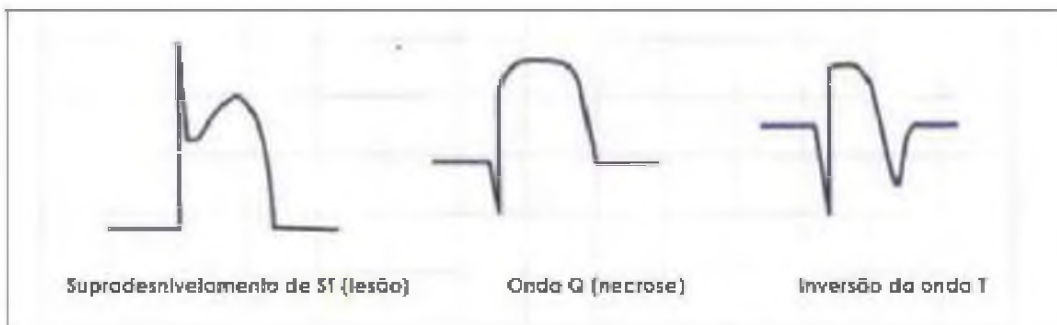 Supradesnivelamento de ST (lesão)
Onda Q (necrose)
Inversão da onda T